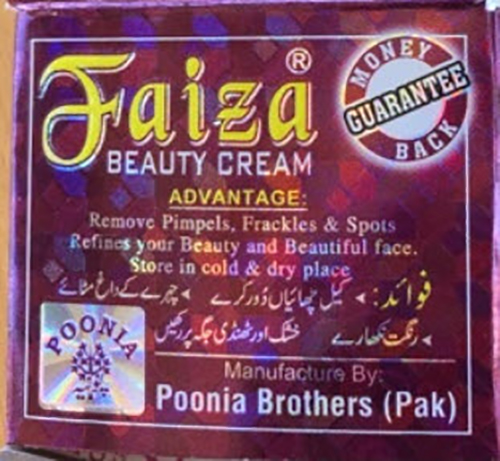 Faiza®
BEAUTY CREAM
MONEY BACK
GUARANTEE
ADVANTAGE:
Remove Pimpels, Frackles & Spots
Refines your Beauty and Beautiful face.
Store in cold & dry place
فوائد: ◂ کیل چھائیاں دُور کرے ◂ چہرے کے داغ مٹائے
◂ رنگت نکھارے خشک اور ٹھنڈی جگہ پر رکھیں
POONIA
Manufacture By:
Poonia Brothers (Pak)